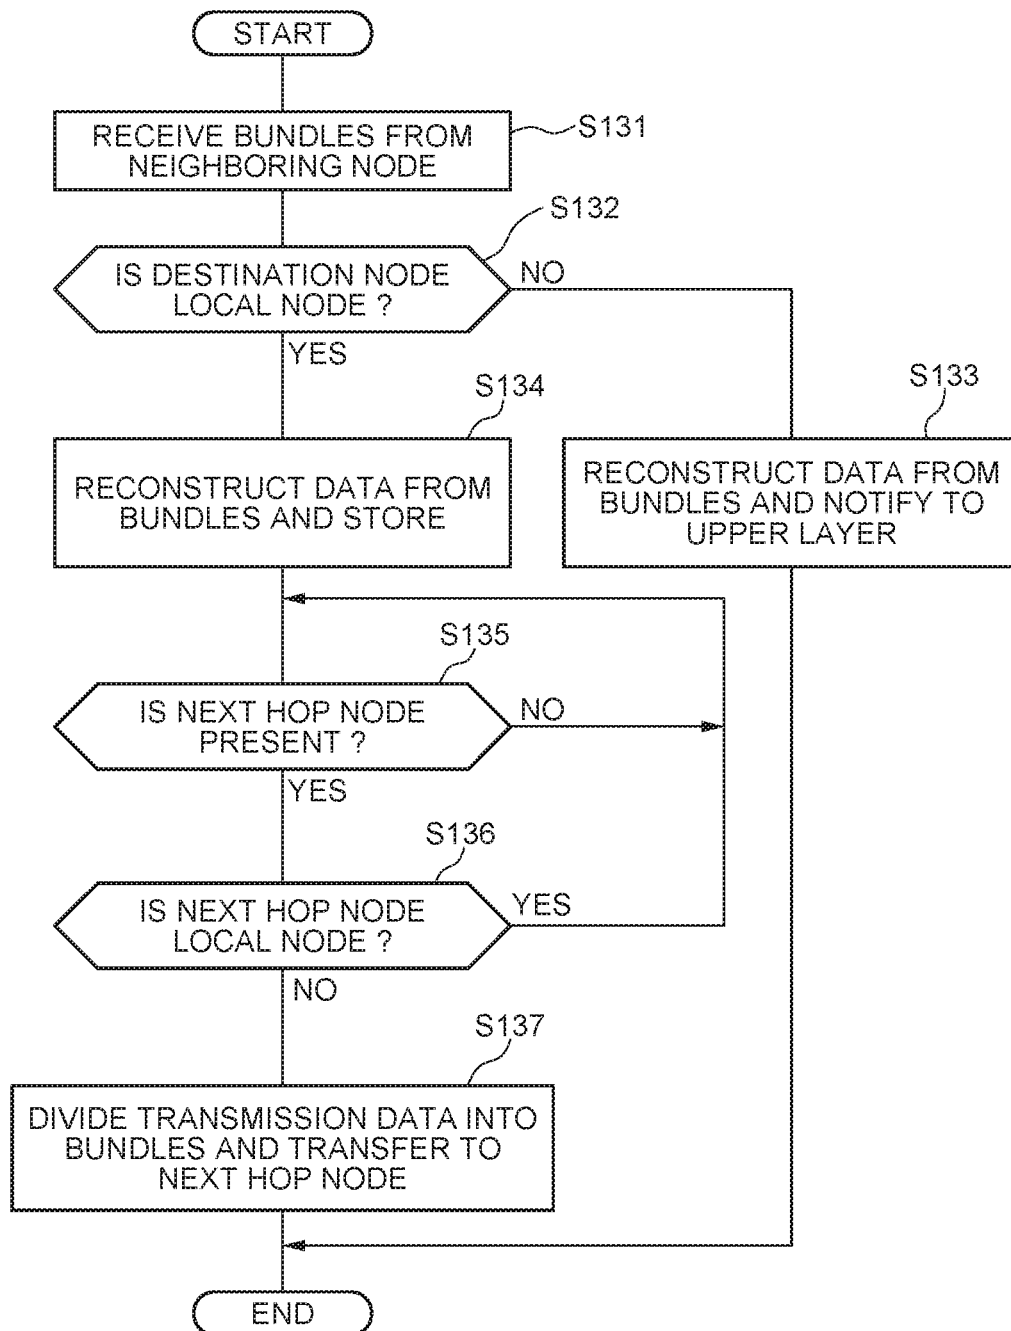 START
S131
RECEIVE BUNDLES FROM
NEIGHBORING NODE
S132
IS DESTINATION NODE
LOCAL NODE ?
NO
YES
S134
S133
RECONSTRUCT DATA FROM
BUNDLES AND STORE
RECONSTRUCT DATA FROM
BUNDLES AND NOTIFY TO
UPPER LAYER
S135
IS NEXT HOP NODE
PRESENT ?
NO
YES
S136
IS NEXT HOP NODE
LOCAL NODE ?
YES
NO
S137
DIVIDE TRANSMISSION DATA INTO
BUNDLES AND TRANSFER TO
NEXT HOP NODE
END